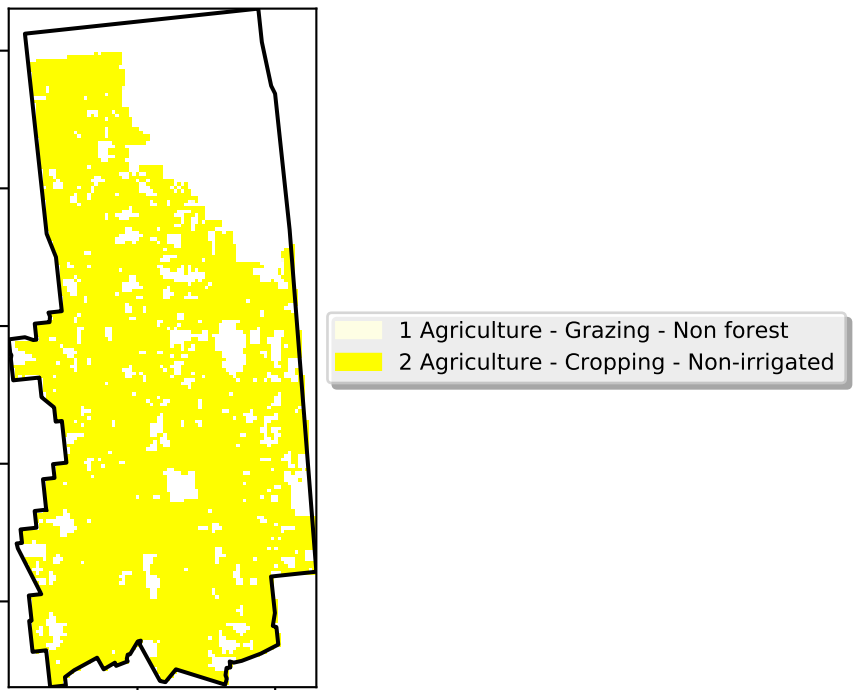 1 Agriculture - Grazing - Non forest
2 Agriculture - Cropping - Non-irrigated